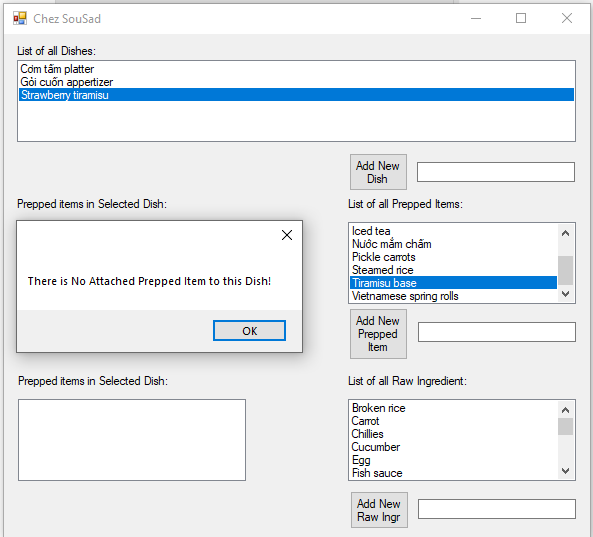 Chez SouSad
List of all Dishes:
Cơm tấm platter
Gỏi cuốn appertizer
Strawberry tiramisu
Add New
Dish
Prepped items in Selected Dish:
List of all Prepped Items:
There is No Attached Prepped Item to this Dish!
OK
Iced tea
Nước mắm chấm
Pickle carrots
Steamed rice
Tiramisu base
Vietnamese spring rolls
Add New
Prepped
Item
Prepped items in Selected Dish:
List of all Raw Ingredient:
Broken rice
Carrot
Chillies
Cucumber
Egg
Fish sauce
Add New
Raw Ingr